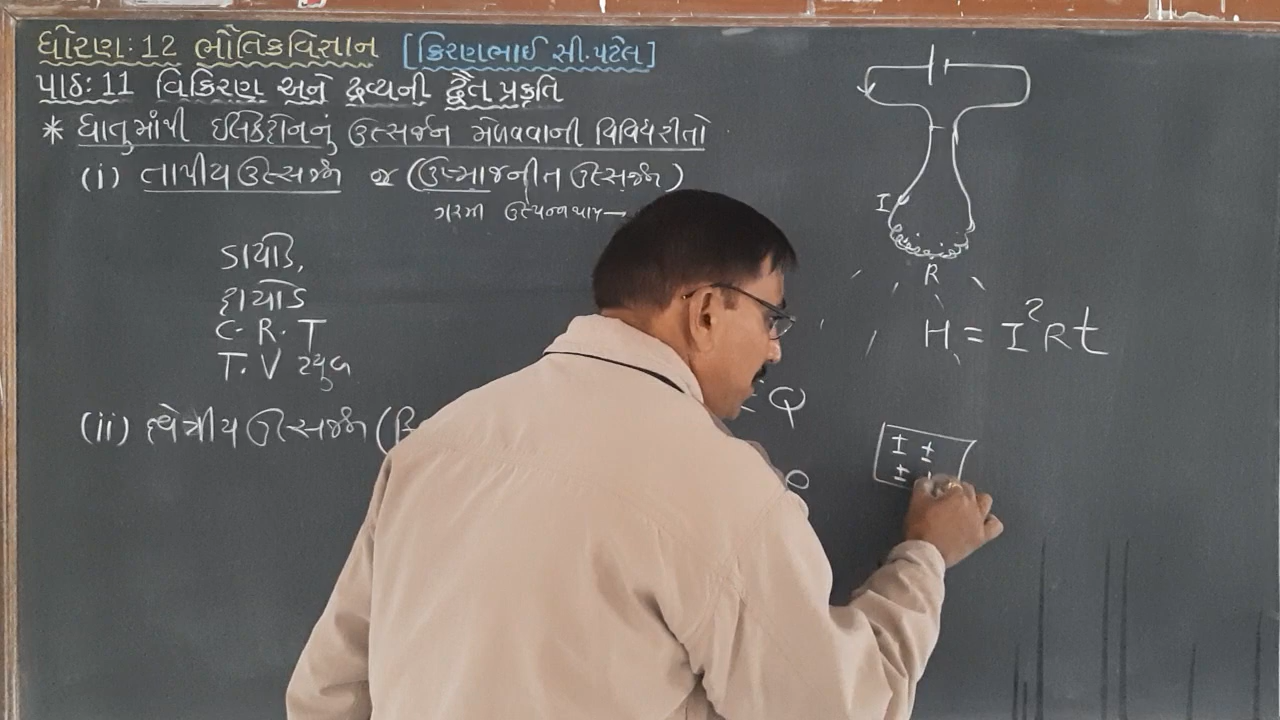 ધોરણ: 12 ભૌતિકવિજ્ઞાન [કિરણભાઈ સી. પટેલ]
પાઠ: 11 વિકિરણ અને દ્રવ્યની દ્વૈત પ્રકૃતિ
* ધાતુમાંથી ઈલેક્ટ્રોનનું ઉત્સર્જન મેળવવાની વિવિધ રીતો
(i) તાપીય ઉત્સર્જન (ઉષ્માજનીત ઉત્સર્જન)
ગરમી ઉત્પન્ન થાય →
ડાયોડ,
ટ્રાયોડ
C. R. T
T. V ટ્યુબ
(ii) ક્ષેત્રીય ઉત્સર્જન (
I
R
H = I²Rt
= Q
± ±
±